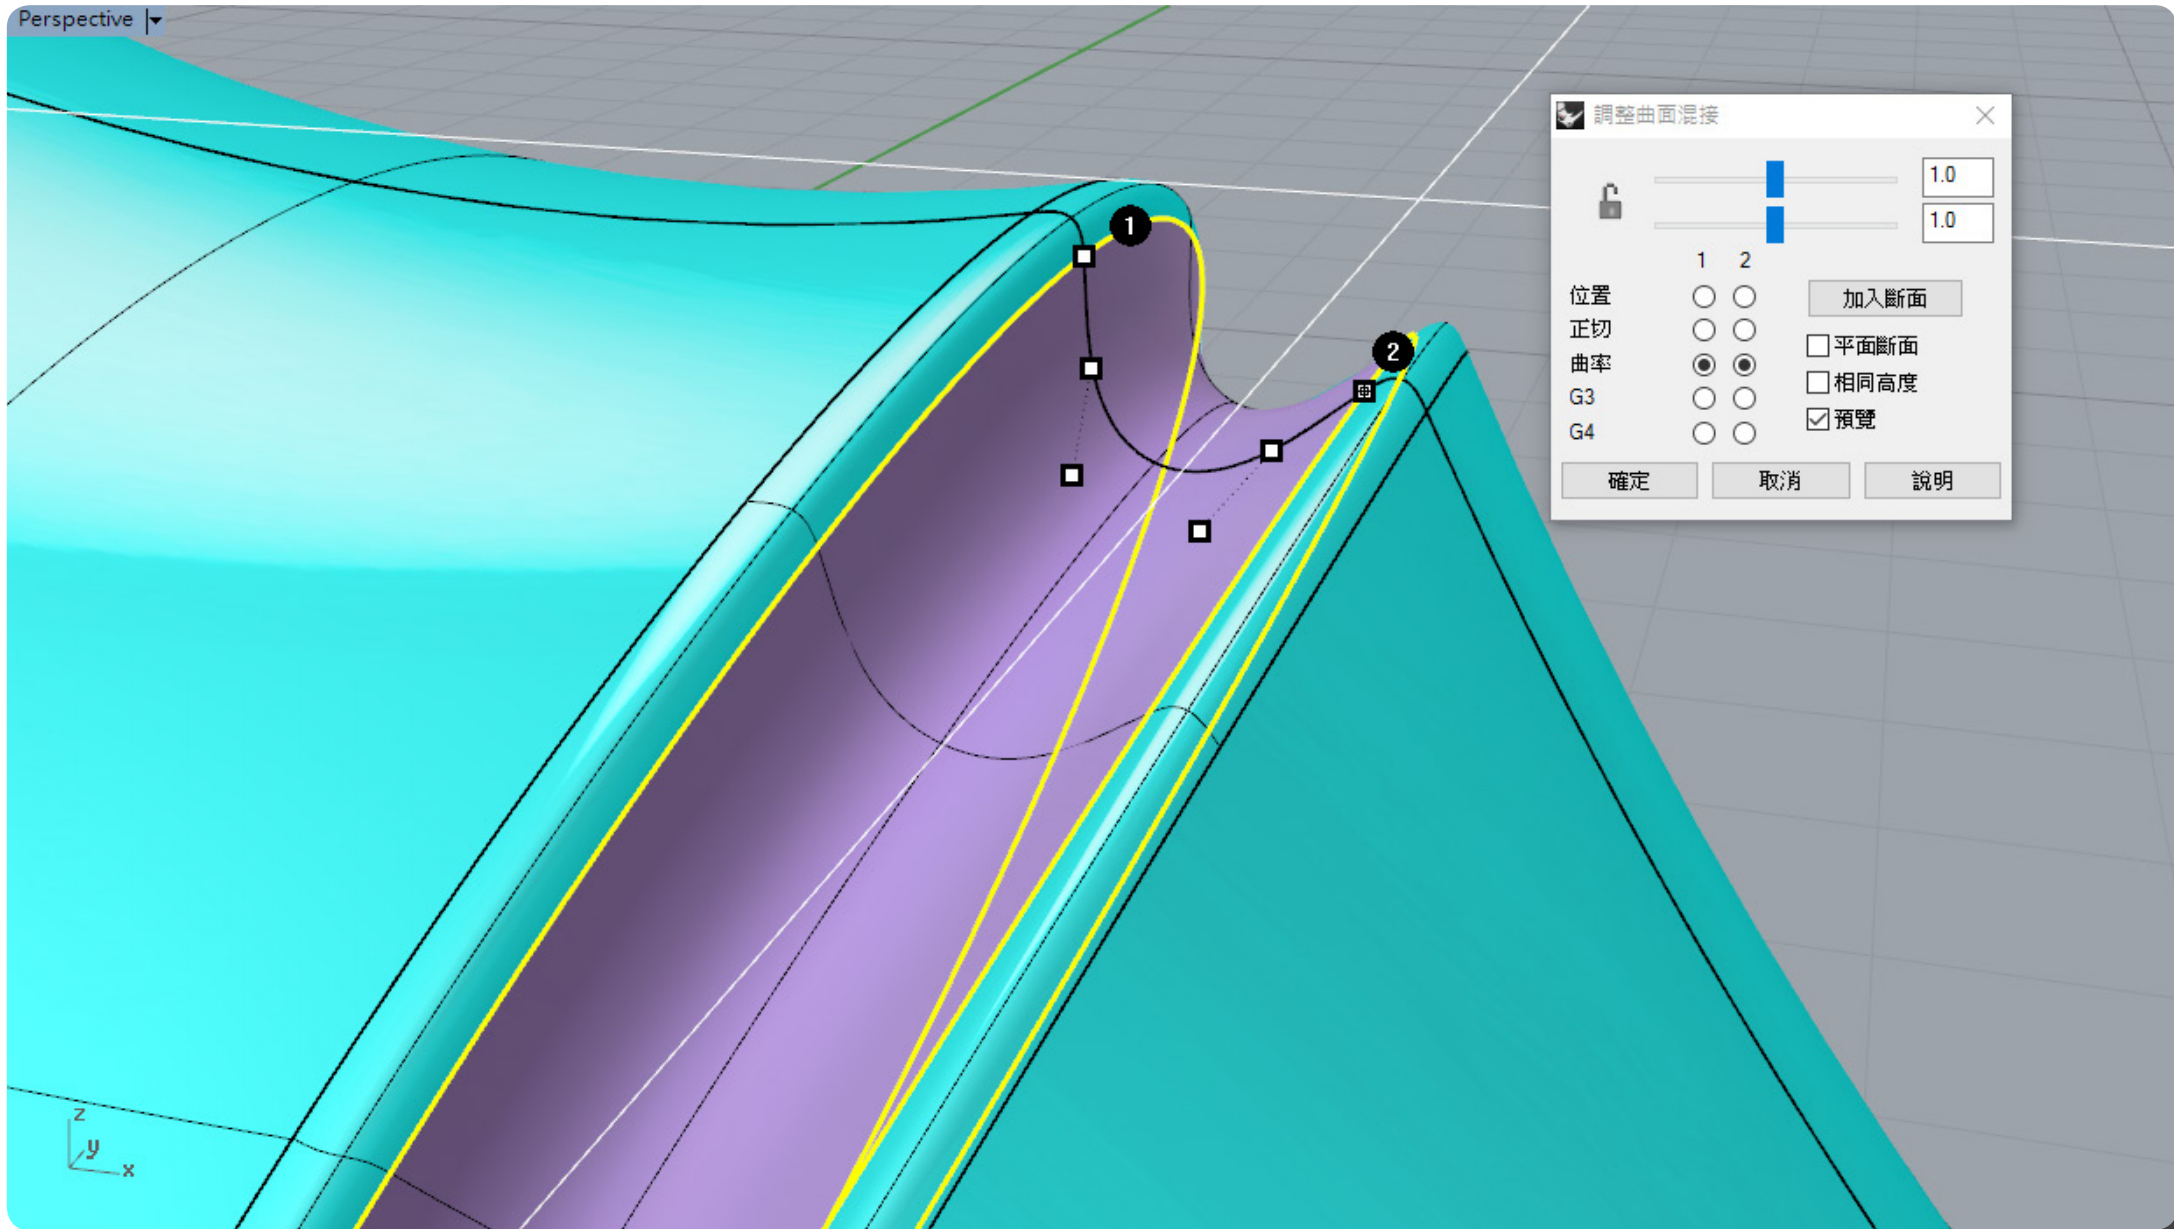 Perspective
調整曲面混接
1.0
1.0
1 2
位置
加入斷面
正切
平面斷面
曲率
相同高度
G3
預覽
G4
確定 取消 說明
1
2
z
y
x